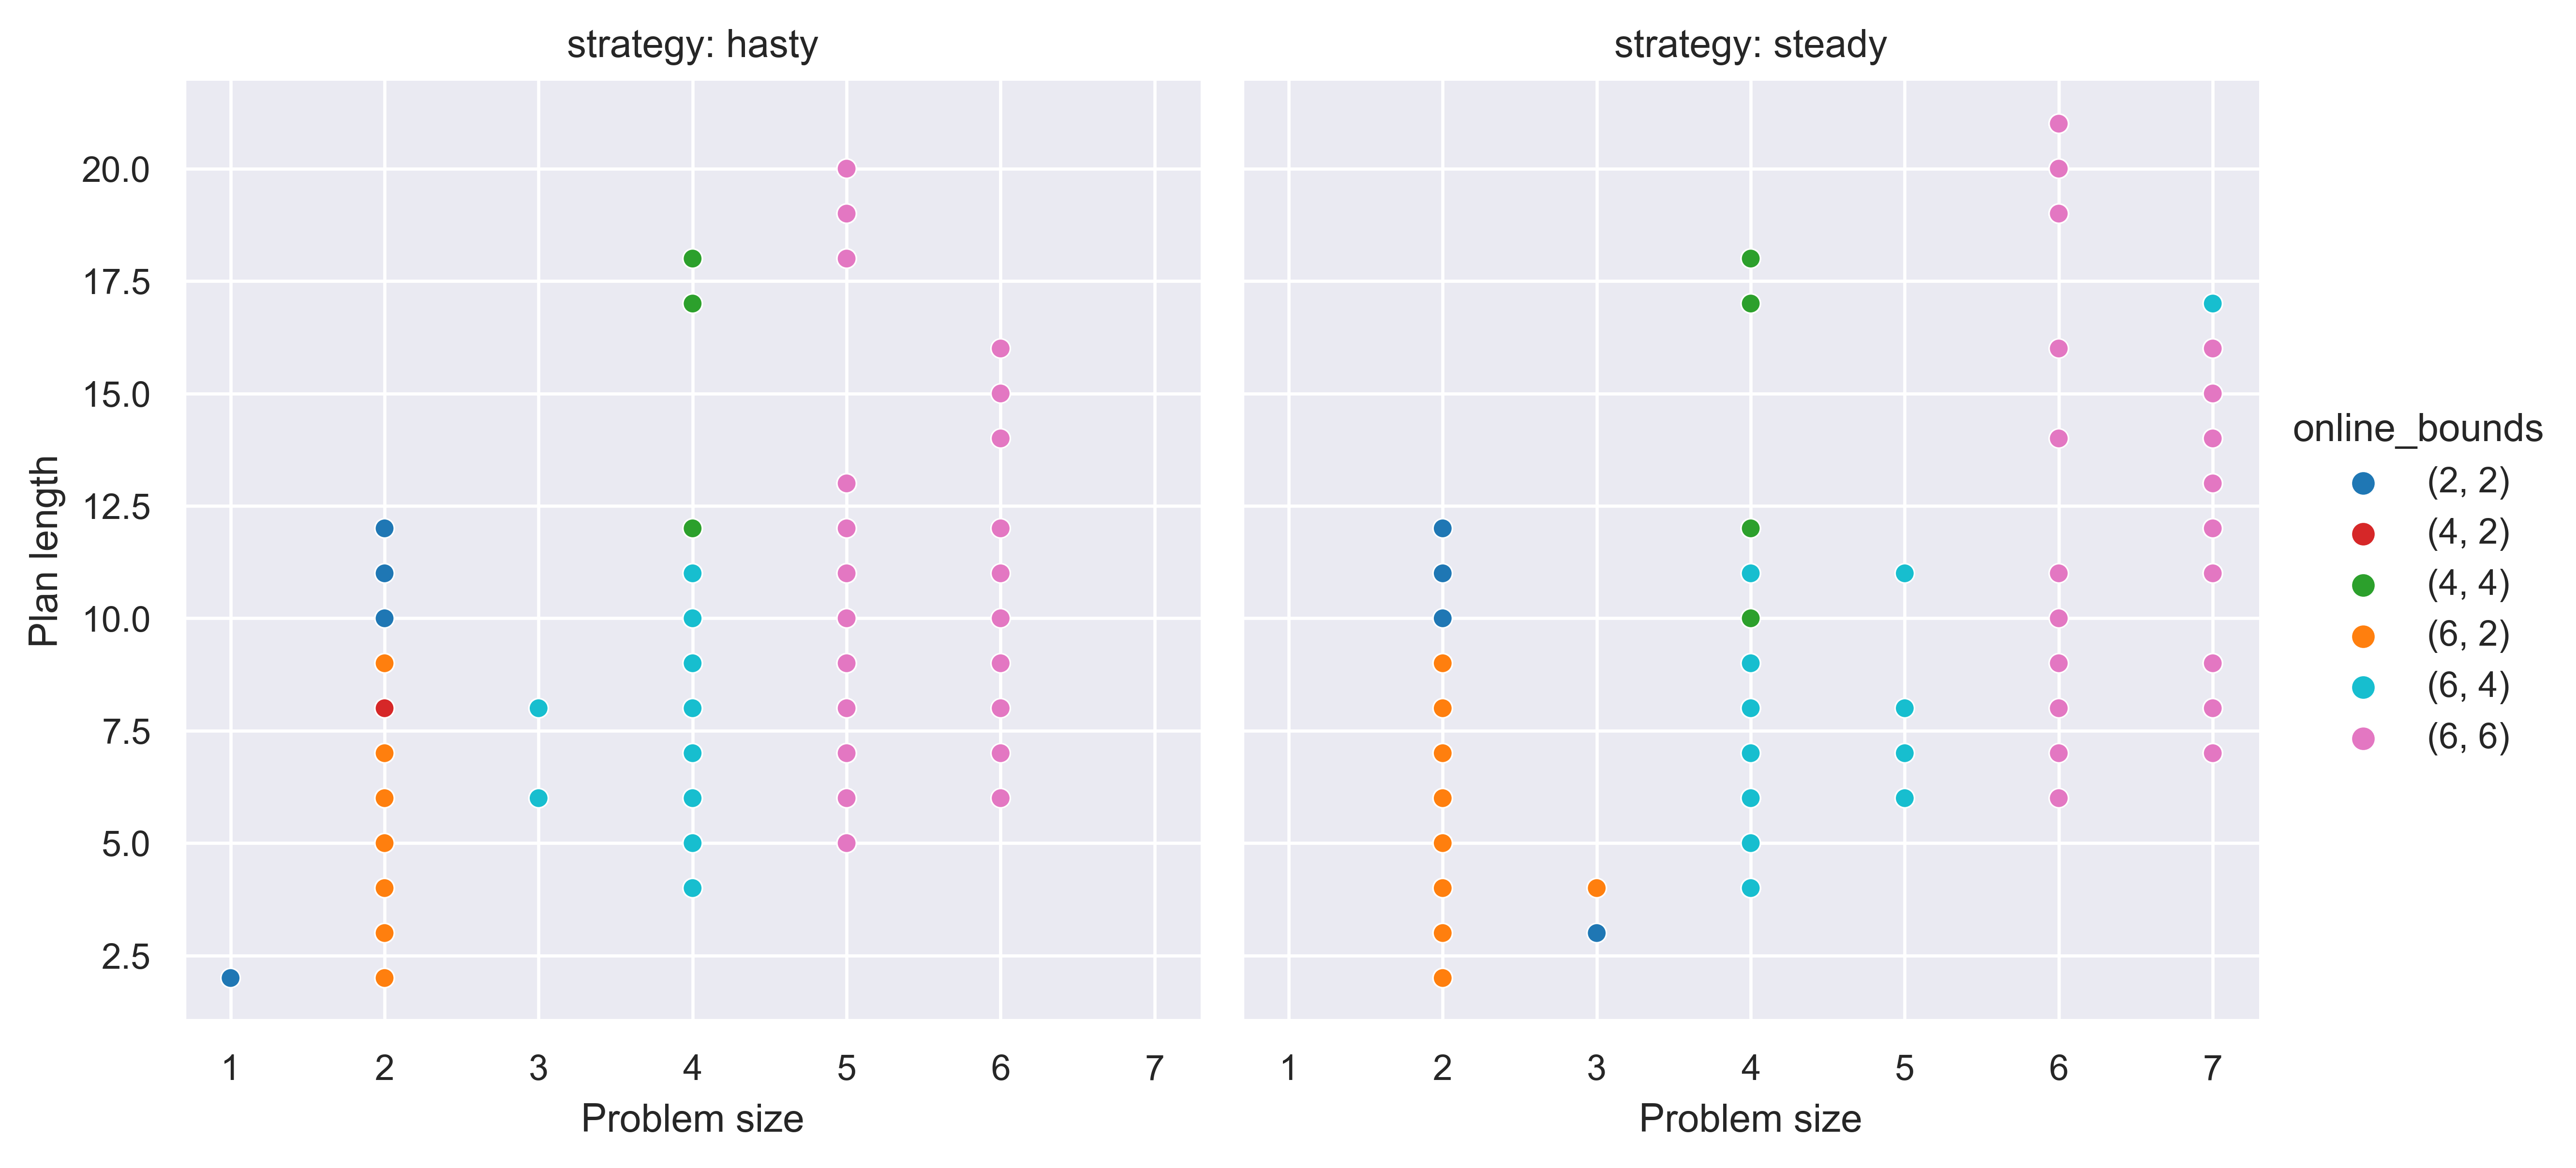 strategy: hasty
strategy: steady
Plan length
20.0
17.5
15.0
12.5
10.0
7.5
5.0
2.5
1 2 3 4 5 6 7
1 2 3 4 5 6 7
Problem size
Problem size
online_bounds
(2, 2)
(4, 2)
(4, 4)
(6, 2)
(6, 4)
(6, 6)